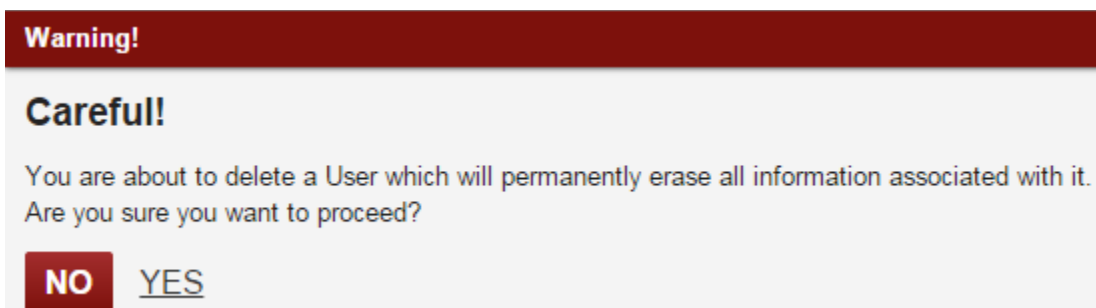 Warning!
Careful!
You are about to delete a User which will permanently erase all information associated with it.
Are you sure you want to proceed?
NO YES